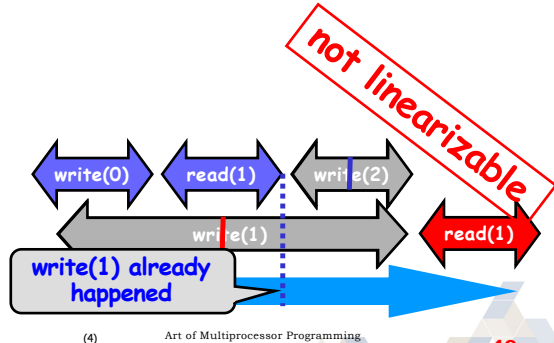 not linearizable
write(0) read(1) write(2)
write(1) read(1)
write(1) already
happened
(4) Art of Multiprocessor Programming